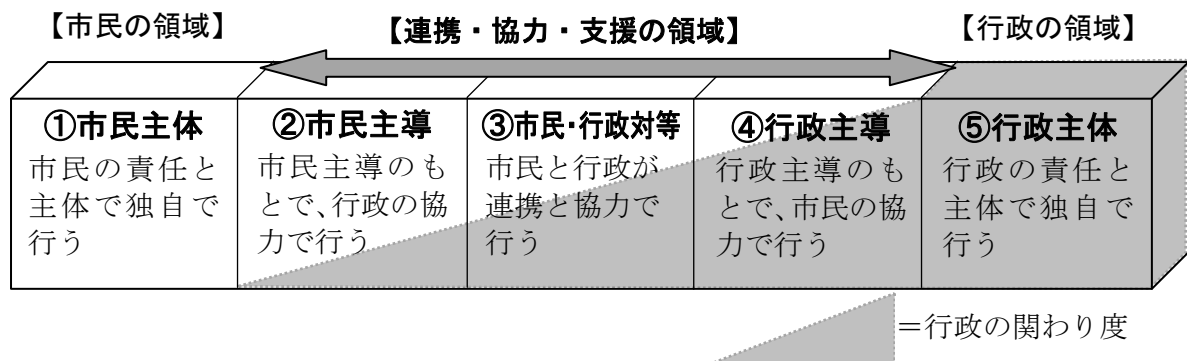 【市民の領域】
【連携・協力・支援の領域】
【行政の領域】
①市民主体
市民の責任と
主体で独自で
行う
②市民主導
市民主導のも
とで、行政の協
力で行う
③市民・行政対等
市民と行政が
連携と協力で
行う
④行政主導
行政主導のも
とで、市民の協
力で行う
⑤行政主体
行政の責任と
主体で独自で
行う
＝行政の関わり度